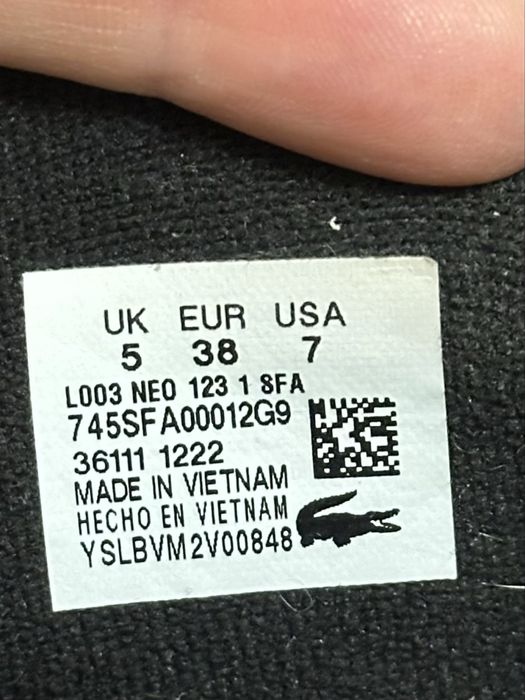 UK EUR USA
5 38 7
L003 NEO 123 1 SFA
745SFA00012G9
36111 1222
MADE IN VIETNAM
HECHO EN VIETNAM
YSLBVM2V00848